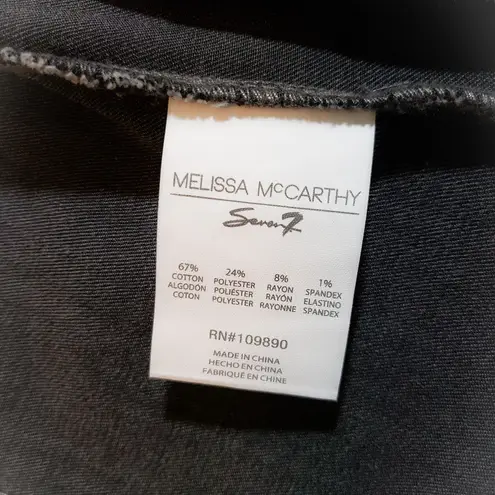 MELISSA McCARTHY
Seven7
67% 24% 8% 1%
COTTON POLYESTER RAYON SPANDEX
ALGODÓN POLIÉSTER RAYÓN ELASTINO
COTON POLYESTER RAYONNE SPANDEX
RN#109890
MADE IN CHINA
HECHO EN CHINA
FABRIQUÉ EN CHINE